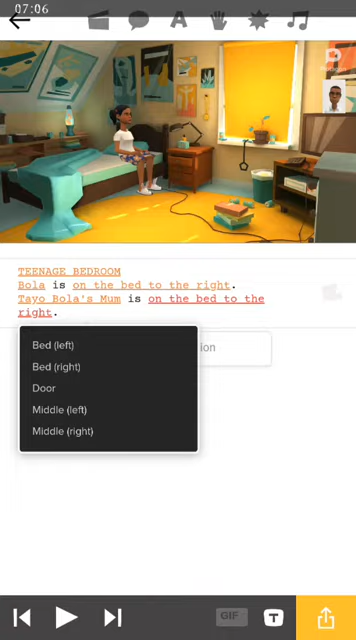 07:06
TEENAGE BEDROOM
Bola is on the bed to the right.
Tayo Bola's Mum is on the bed to the
right.
ion
Bed (left)
Bed (right)
Door
Middle (left)
Middle (right)
GIF
T